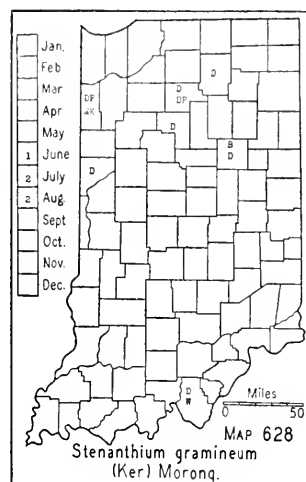 Jan.
Feb
Mar
Apr
May
1 June
2 July
2 Aug.
Sept
Oct.
Nov.
Dec.
D
D
DP
DP
D
B
D
D
D
W
Miles
0 50
MAP 628
Stenanthium gramineum
(Ker) Morong.